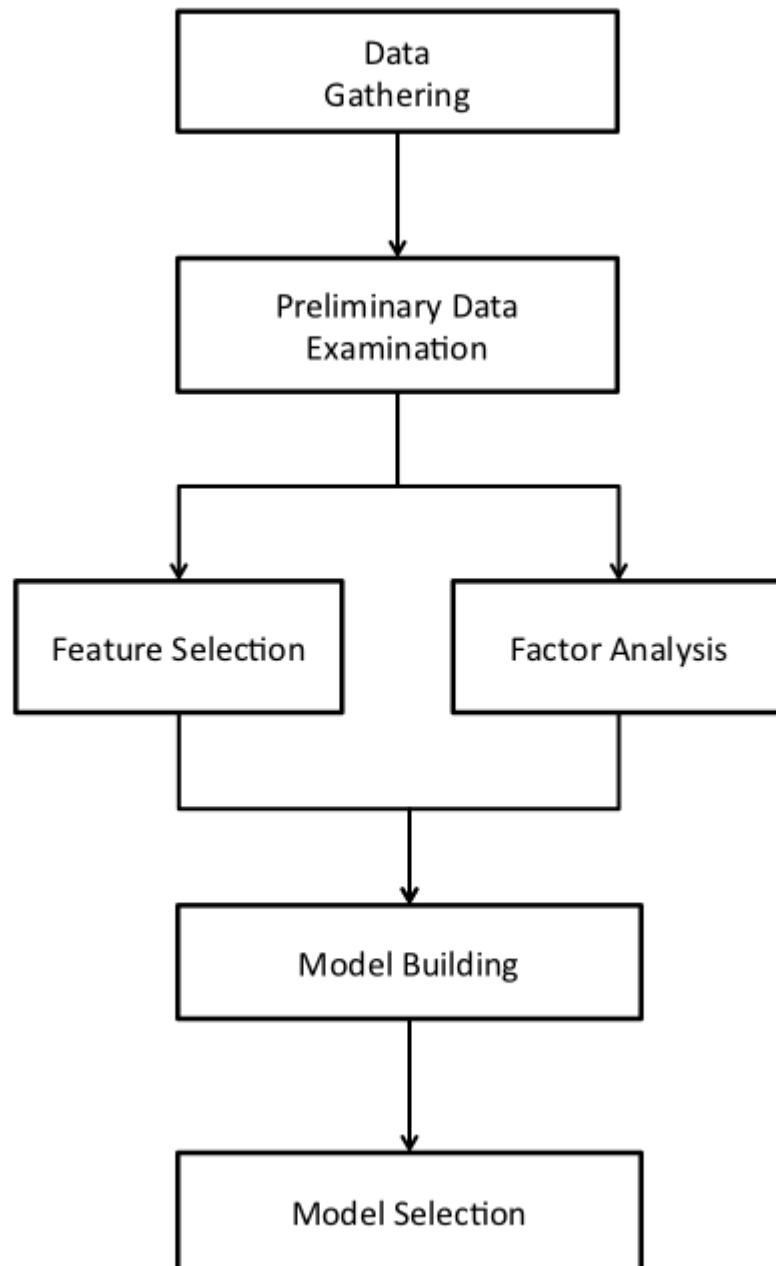 Data
Gathering
Preliminary Data
Examination
Feature Selection
Factor Analysis
Model Building
Model Selection